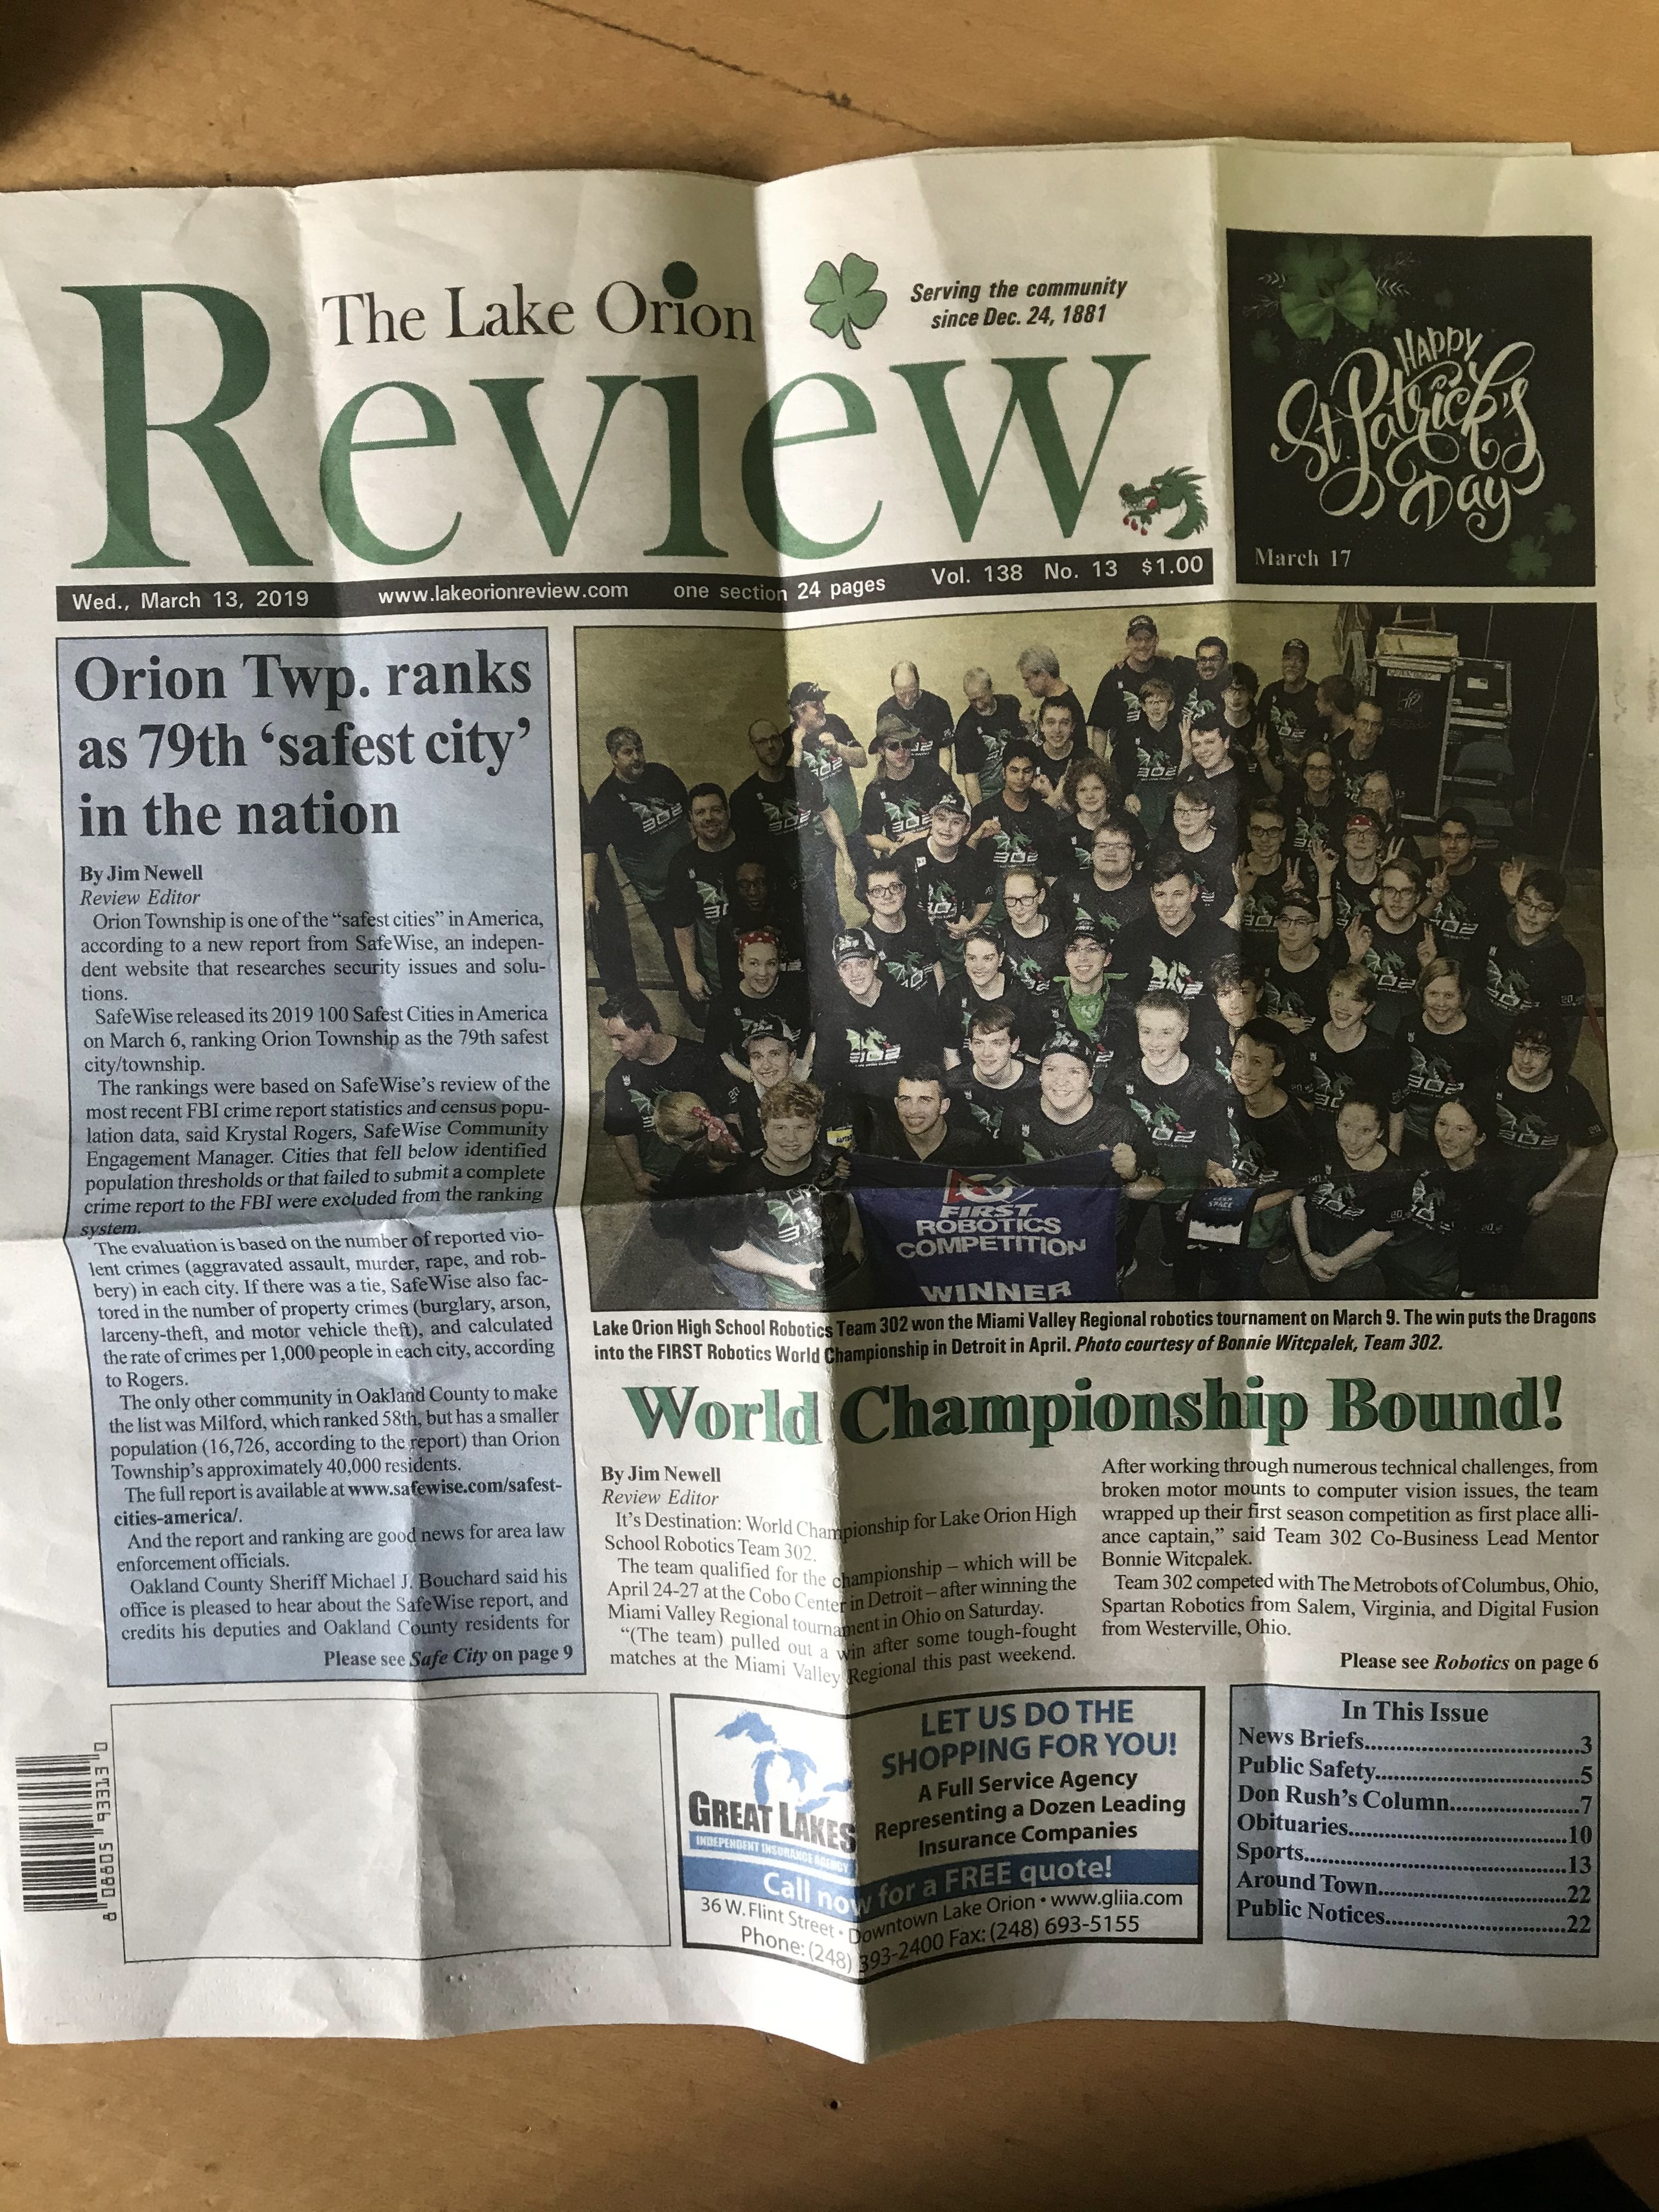 The Lake Orion
Review
Serving the community
since Dec. 24, 1881
HAPPY
St Patrick's
Day
March 17
Wed., March 13, 2019 www.lakeorionreview.com one section 24 pages Vol. 138 No. 13 $1.00
Orion Twp. ranks
as 79th ‘safest city’
in the nation
By Jim Newell
Review Editor
Orion Township is one of the “safest cities” in America,
according to a new report from SafeWise, an indepen-
dent website that researches security issues and solu-
tions.
SafeWise released its 2019 100 Safest Cities in America
on March 6, ranking Orion Township as the 79th safest
city/township.
The rankings were based on SafeWise’s review of the
most recent FBI crime report statistics and census popu-
lation data, said Krystal Rogers, SafeWise Community
Engagement Manager. Cities that fell below identified
population thresholds or that failed to submit a complete
crime report to the FBI were excluded from the ranking
system.
The evaluation is based on the number of reported vio-
lent crimes (aggravated assault, murder, rape, and rob-
bery) in each city. If there was a tie, SafeWise also fac-
tored in the number of property crimes (burglary, arson,
larceny-theft, and motor vehicle theft), and calculated
the rate of crimes per 1,000 people in each city, according
to Rogers.
The only other community in Oakland County to make
the list was Milford, which ranked 58th, but has a smaller
population (16,726, according to the report) than Orion
Township’s approximately 40,000 residents.
The full report is available at www.safewise.com/safest-
cities-america/.
And the report and ranking are good news for area law
enforcement officials.
Oakland County Sheriff Michael J. Bouchard said his
office is pleased to hear about the SafeWise report, and
credits his deputies and Oakland County residents for
Please see Safe City on page 9
302
FIRST
ROBOTICS
COMPETITION
WINNER
Lake Orion High School Robotics Team 302 won the Miami Valley Regional robotics tournament on March 9. The win puts the Dragons
into the FIRST Robotics World Championship in Detroit in April. Photo courtesy of Bonnie Witcpalek, Team 302.
World Championship Bound!
By Jim Newell
Review Editor
It’s Destination: World Championship for Lake Orion High
School Robotics Team 302.
The team qualified for the championship – which will be
April 24-27 at the Cobo Center in Detroit – after winning the
Miami Valley Regional tournament in Ohio on Saturday.
“(The team) pulled out a win after some tough-fought
matches at the Miami Valley Regional this past weekend.
After working through numerous technical challenges, from
broken motor mounts to computer vision issues, the team
wrapped up their first season competition as first place alli-
ance captain,” said Team 302 Co-Business Lead Mentor
Bonnie Witcpalek.
Team 302 competed with The Metrobots of Columbus, Ohio,
Spartan Robotics from Salem, Virginia, and Digital Fusion
from Westerville, Ohio.
Please see Robotics on page 6
0 94913
GREAT LAKES
INDEPENDENT INSURANCE AGENCY
LET US DO THE
SHOPPING FOR YOU!
A Full Service Agency
Representing a Dozen Leading
Insurance Companies
Call now for a FREE quote!
36 W. Flint Street • Downtown Lake Orion • www.gliia.com
Phone: (248) 393-2400 Fax: (248) 693-5155
In This Issue
News Briefs....................................3
Public Safety..................................5
Don Rush’s Column......................7
Obituaries.....................................10
Sports............................................13
Around Town................................22
Public Notices...............................22